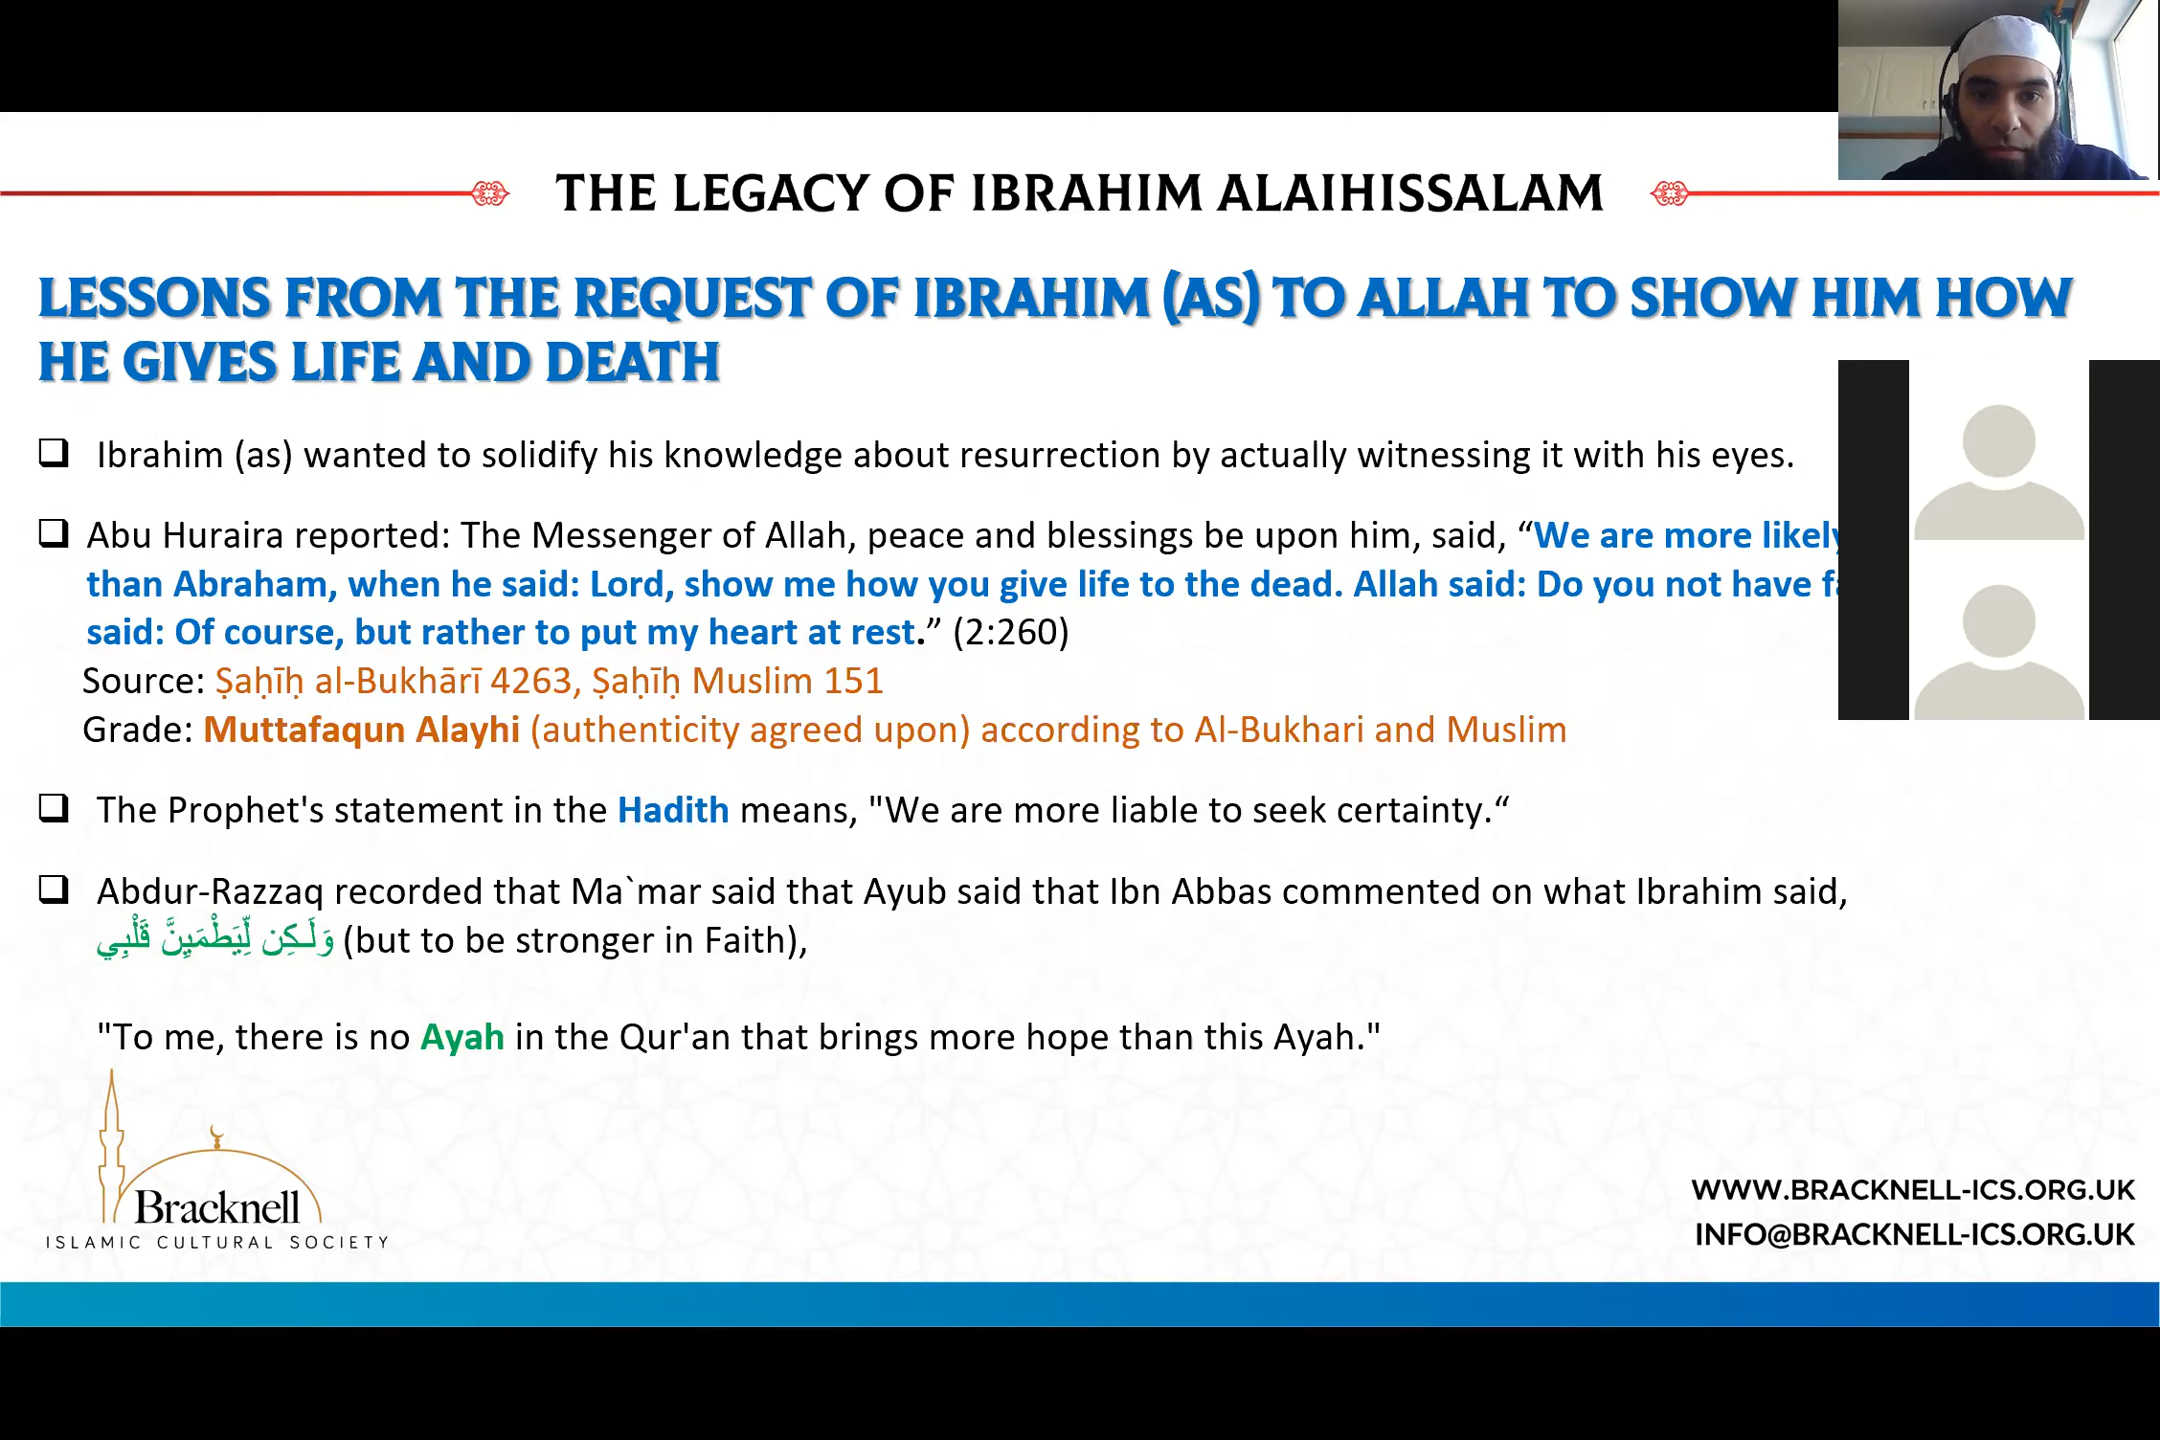 THE LEGACY OF IBRAHIM ALAIHISSALAM
LESSONS FROM THE REQUEST OF IBRAHIM (AS) TO ALLAH TO SHOW HIM HOW
HE GIVES LIFE AND DEATH
Ibrahim (as) wanted to solidify his knowledge about resurrection by actually witnessing it with his eyes.
Abu Huraira reported: The Messenger of Allah, peace and blessings be upon him, said, “We are more likely
than Abraham, when he said: Lord, show me how you give life to the dead. Allah said: Do you not have
said: Of course, but rather to put my heart at rest.” (2:260)
Source: Ṣaḥīḥ al-Bukhārī 4263, Ṣaḥīḥ Muslim 151
Grade: Muttafaqun Alayhi (authenticity agreed upon) according to Al-Bukhari and Muslim
The Prophet's statement in the Hadith means, "We are more liable to seek certainty.“
Abdur-Razzaq recorded that Ma`mar said that Ayub said that Ibn Abbas commented on what Ibrahim said,
وَلَـكِن لِّيَطْمَئِنَّ قَلْبِي (but to be stronger in Faith),
"To me, there is no Ayah in the Qur'an that brings more hope than this Ayah."
Bracknell
ISLAMIC CULTURAL SOCIETY
WWW.BRACKNELL-ICS.ORG.UK
INFO@BRACKNELL-ICS.ORG.UK